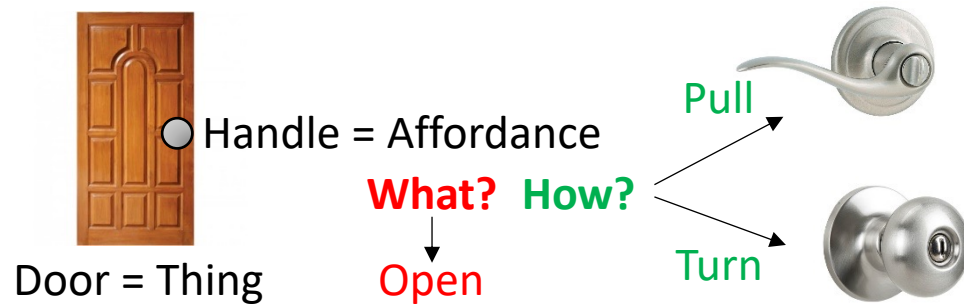 Pull
Handle = Affordance
What? How?
Door = Thing
Open
Turn